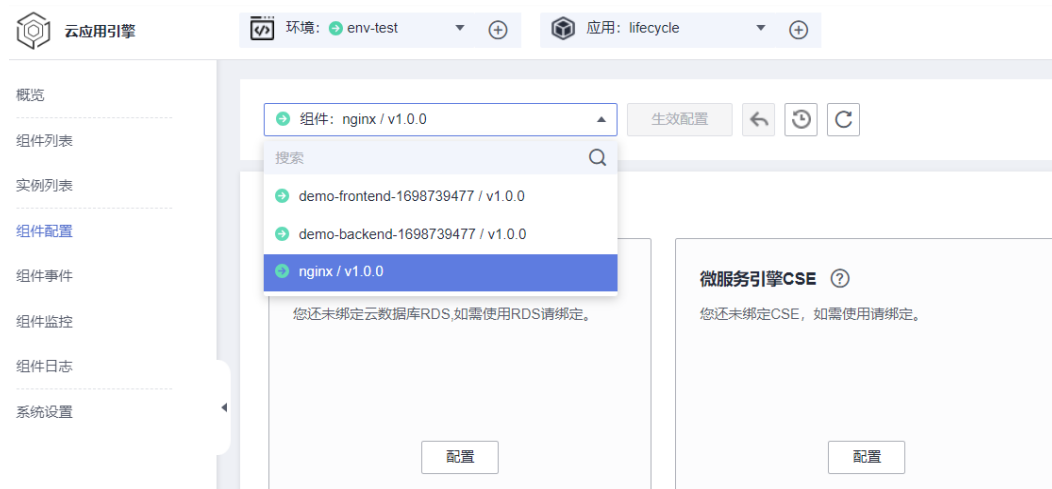 云应用引擎
环境：env-test
应用：lifecycle
概览
组件列表
实例列表
组件配置
组件事件
组件监控
组件日志
系统设置
组件：nginx / v1.0.0
生效配置
搜索
demo-frontend-1698739477 / v1.0.0
demo-backend-1698739477 / v1.0.0
nginx / v1.0.0
您还未绑定云数据库RDS,如需使用RDS请绑定。
配置
微服务引擎CSE
您还未绑定CSE，如需使用请绑定。
配置